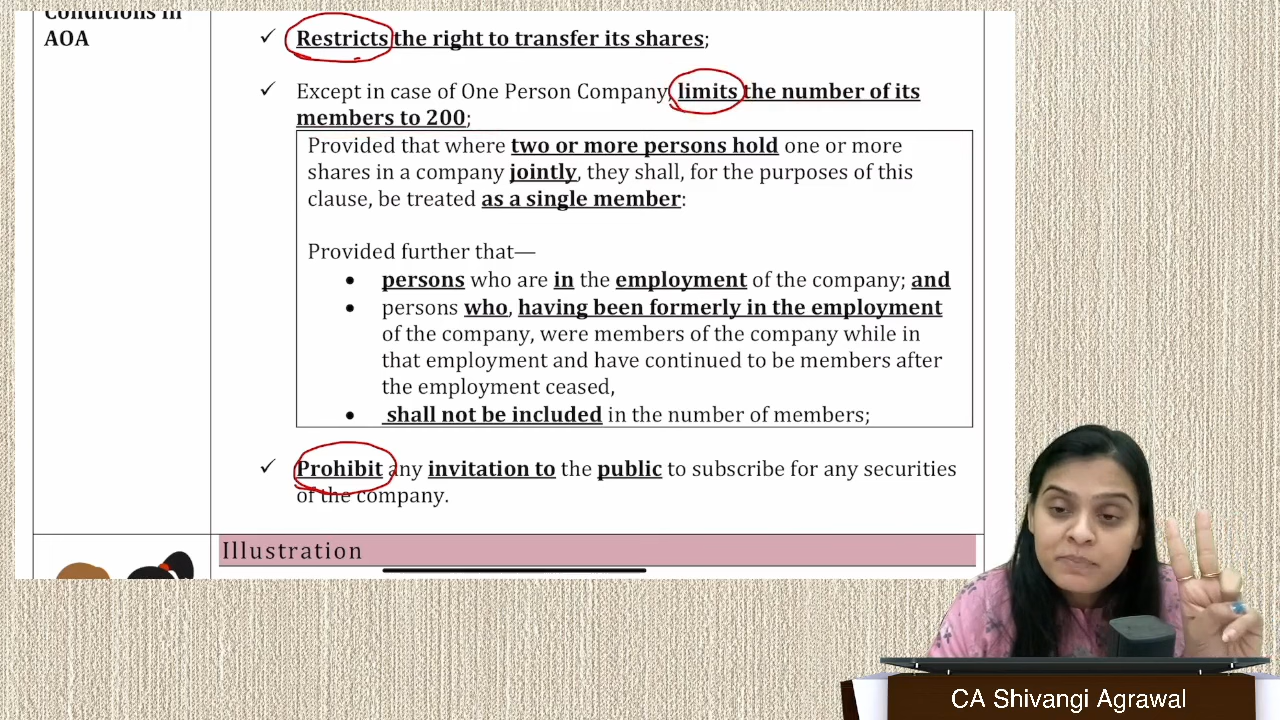 Conditions in
AOA
✓ Restricts the right to transfer its shares;
✓ Except in case of One Person Company, limits the number of its
members to 200;
Provided that where two or more persons hold one or more
shares in a company jointly, they shall, for the purposes of this
clause, be treated as a single member:
Provided further that—
• persons who are in the employment of the company; and
• persons who, having been formerly in the employment
of the company, were members of the company while in
that employment and have continued to be members after
the employment ceased,
• shall not be included in the number of members;
✓ Prohibit any invitation to the public to subscribe for any securities
of the company.
Illustration
CA Shivangi Agrawal